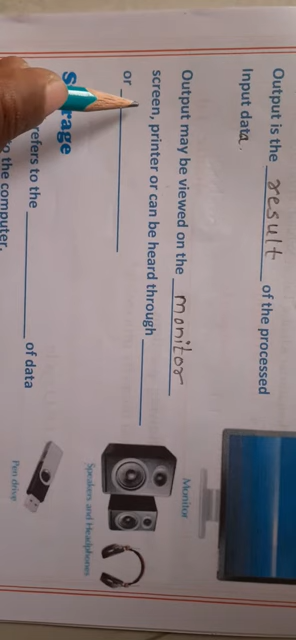 Output is the result of the processed
Input data.
Output may be viewed on the monitor
screen, printer or can be heard through
or
Monitor
Speakers and Headphones
refers to the of data
the computer.
Pen drive